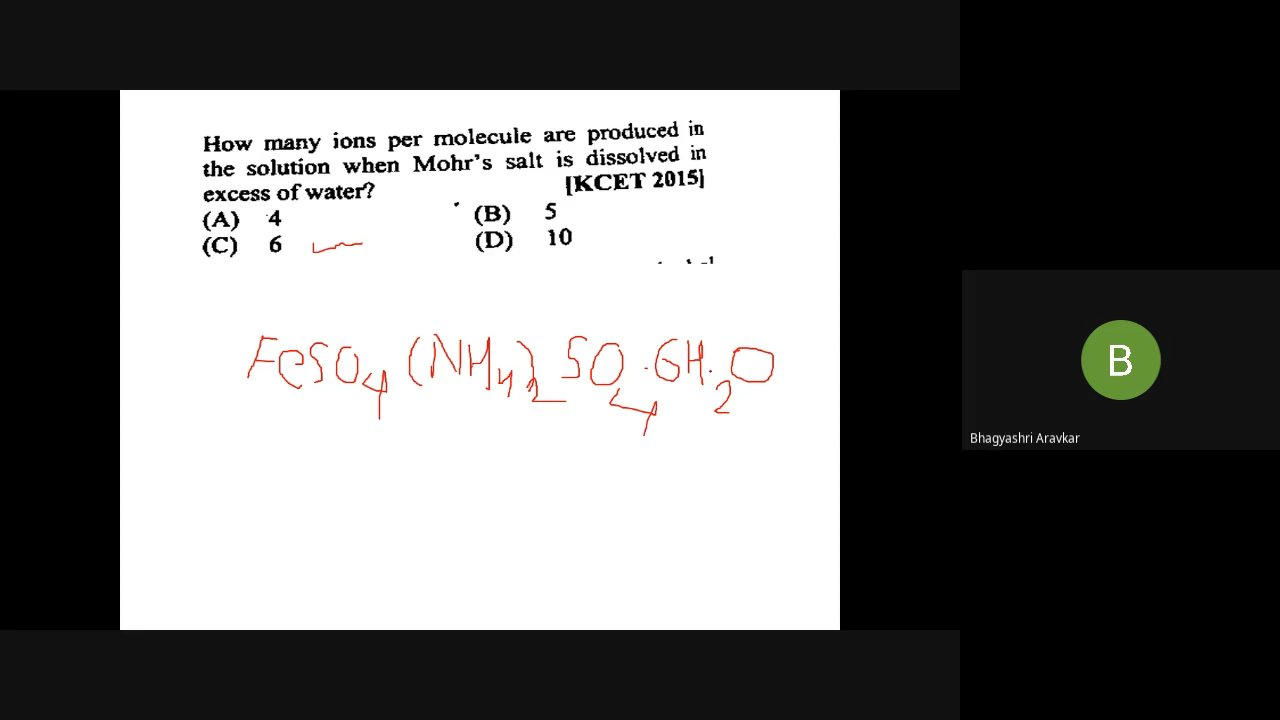 How many ions per molecule are produced in
the solution when Mohr's salt is dissolved in
excess of water? [KCET 2015]
(A) 4 (B) 5
(C) 6 (D) 10
FeSO4 (NH4)2 SO4 . 6H2O
B
Bhagyashri Aravkar